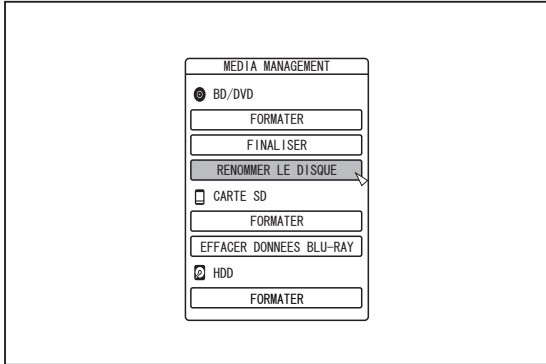 MEDIA MANAGEMENT
BD/DVD
FORMATER
FINALISER
RENOMMER LE DISQUE
CARTE SD
FORMATER
EFFACER DONNEES BLU-RAY
HDD
FORMATER